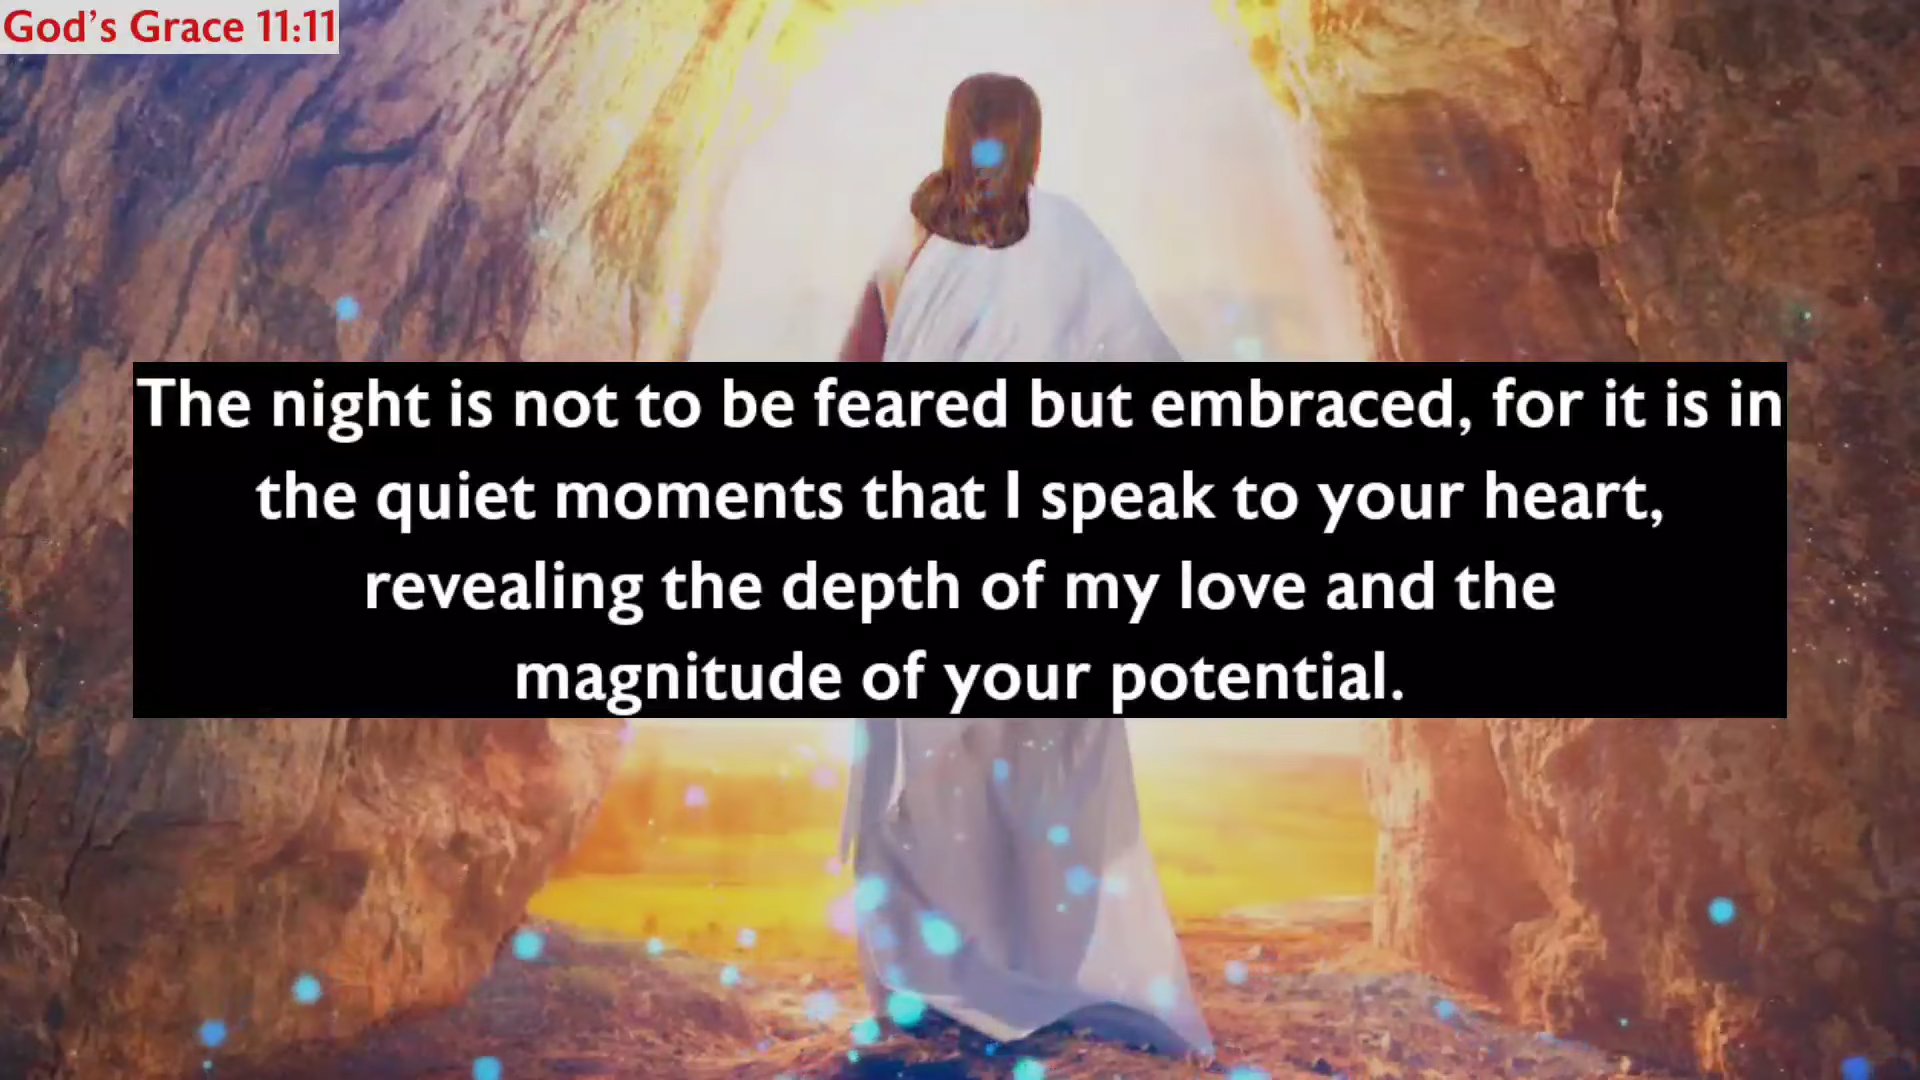 God’s Grace 11:11
The night is not to be feared but embraced, for it is in
the quiet moments that I speak to your heart,
revealing the depth of my love and the
magnitude of your potential.